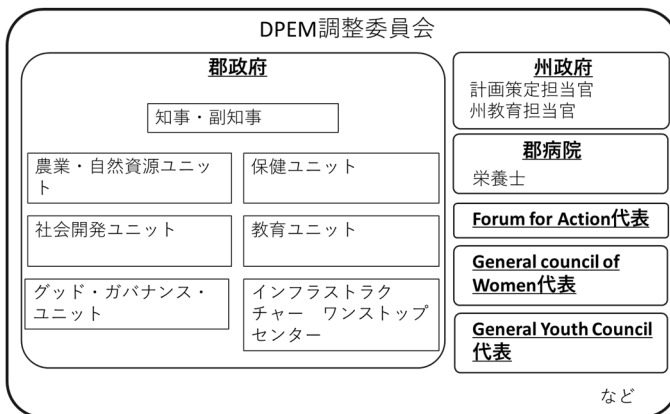 DPEM調整委員会
郡政府
知事・副知事
農業・自然資源ユニッ
ト
保健ユニット
社会開発ユニット
教育ユニット
グッド・ガバナンス・
ユニット
インフラストラク
チャー　ワンストップ
センター
州政府
計画策定担当官
州教育担当官
郡病院
栄養士
Forum for Action代表
General council of
Women代表
General Youth Council
代表
など